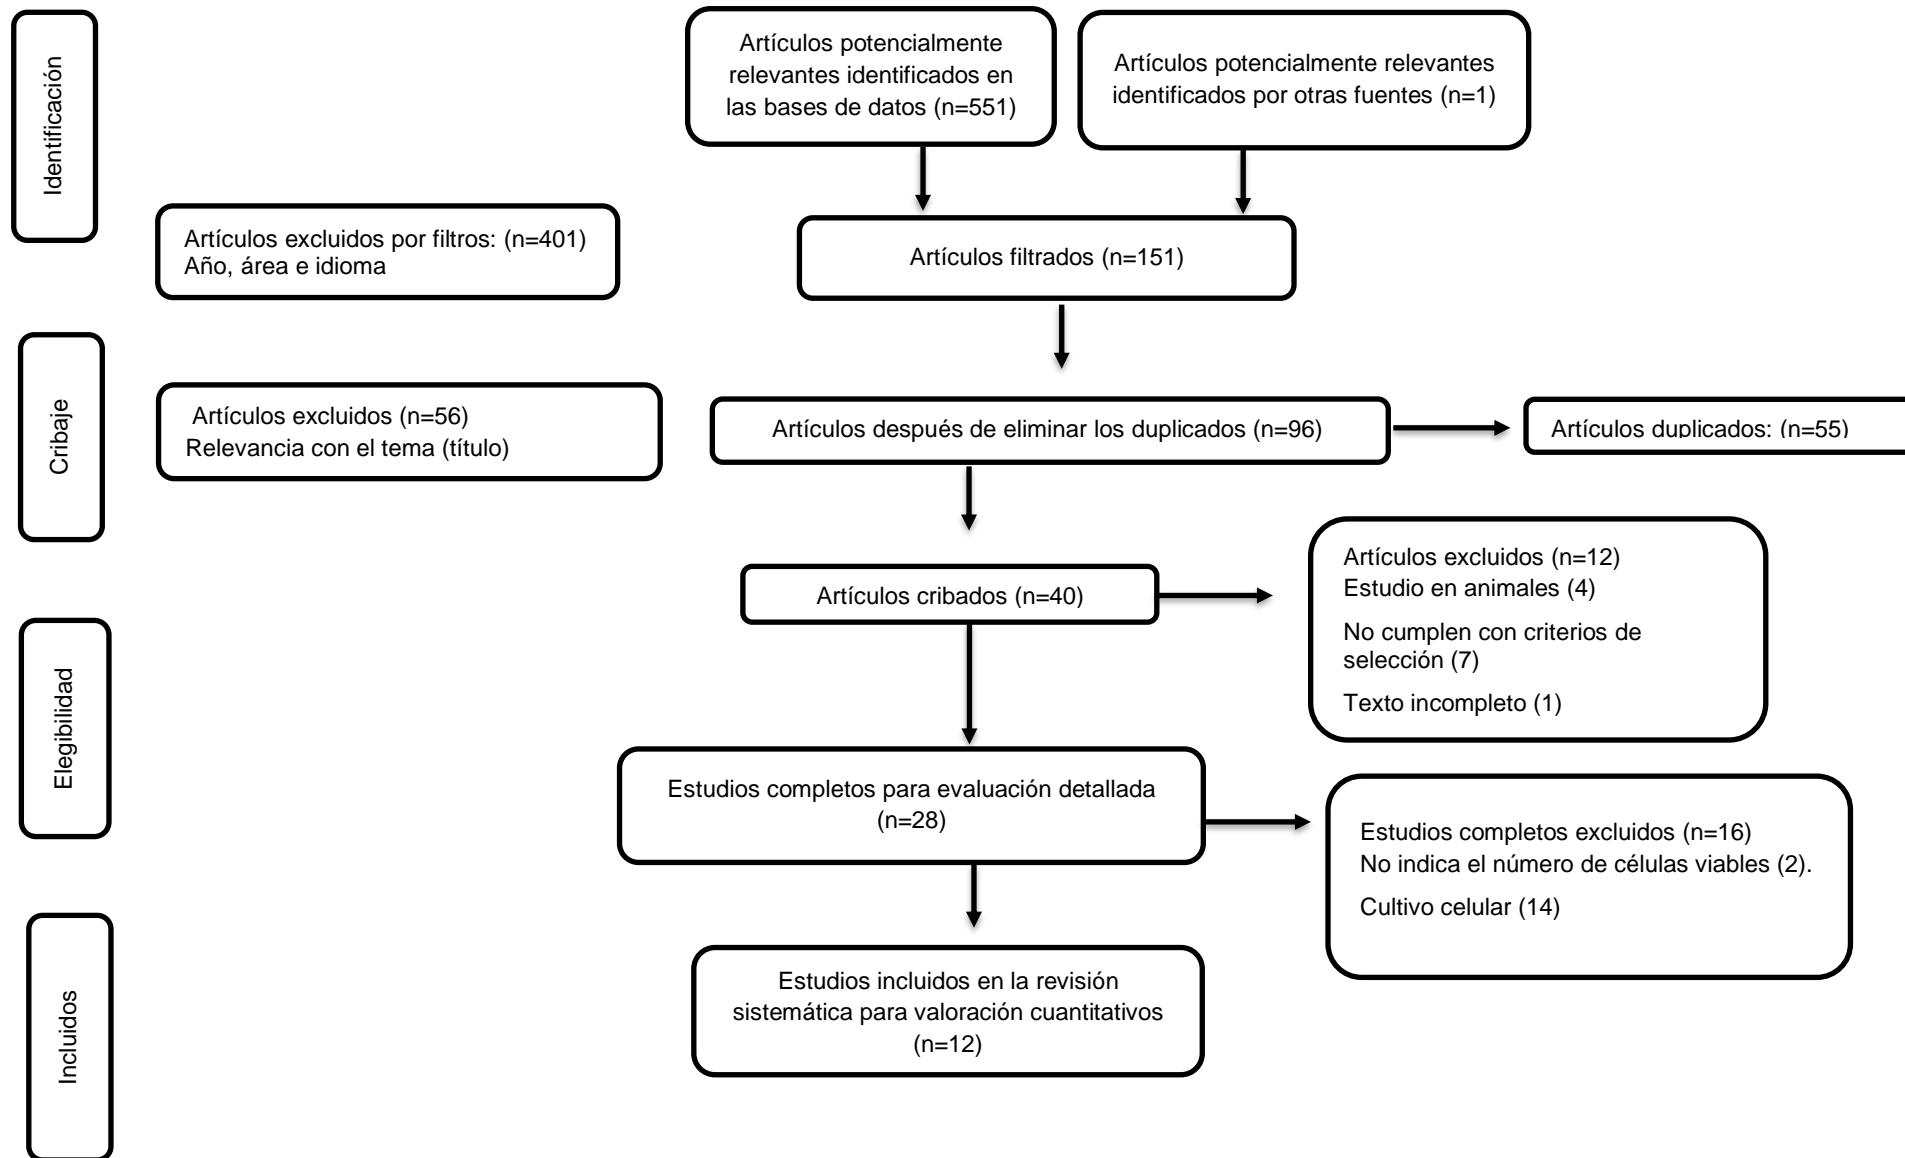 Identificación
Artículos potencialmente
relevantes identificados en
las bases de datos (n=551)
Artículos potencialmente relevantes
identificados por otras fuentes (n=1)
Artículos excluidos por filtros: (n=401)
Año, área e idioma
Artículos filtrados (n=151)
Cribaje
Artículos excluidos (n=56)
Relevancia con el tema (título)
Artículos después de eliminar los duplicados (n=96)
Artículos duplicados: (n=55)
Artículos cribados (n=40)
Artículos excluidos (n=12)
Estudio en animales (4)
No cumplen con criterios de
selección (7)
Texto incompleto (1)
Elegibilidad
Estudios completos para evaluación detallada
(n=28)
Estudios completos excluidos (n=16)
No indica el número de células viables (2).
Cultivo celular (14)
Incluidos
Estudios incluidos en la revisión
sistemática para valoración cuantitativos
(n=12)